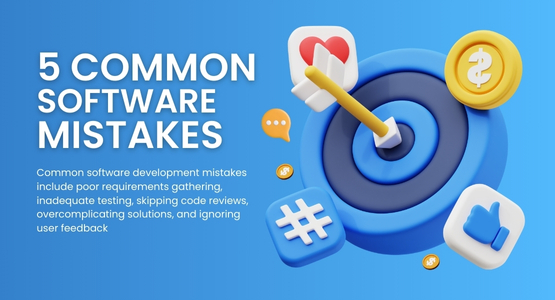 5 COMMON
SOFTWARE
MISTAKES
Common software development mistakes
include poor requirements gathering,
inadequate testing, skipping code reviews,
overcomplicating solutions, and ignoring
user feedback